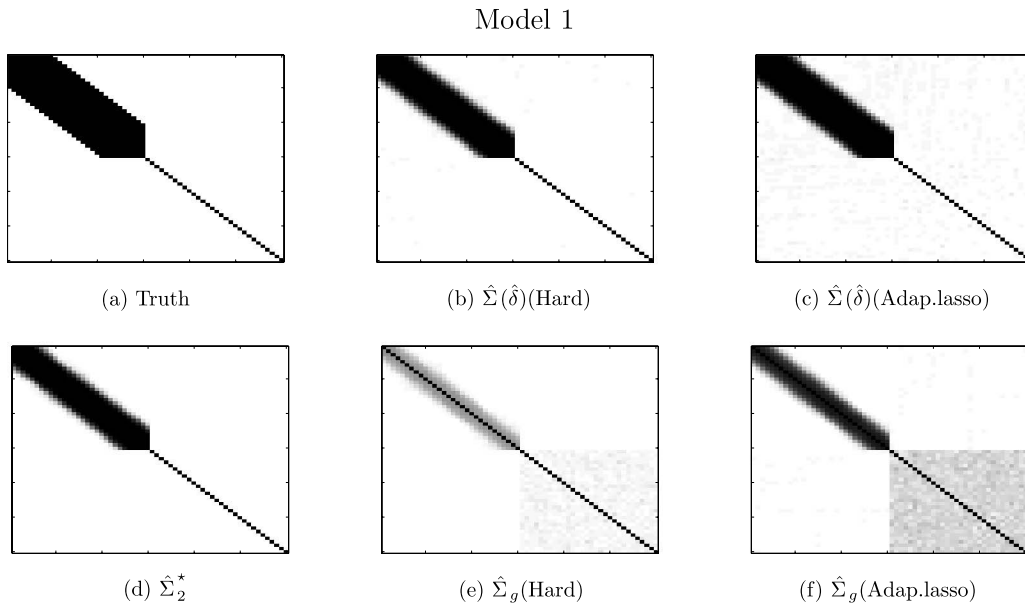 Model 1
(a) Truth
(b) Σ̂(δ̂)(Hard)
(c) Σ̂(δ̂)(Adap.lasso)
(d) Σ̂₂*
(e) Σ̂g(Hard)
(f) Σ̂g(Adap.lasso)